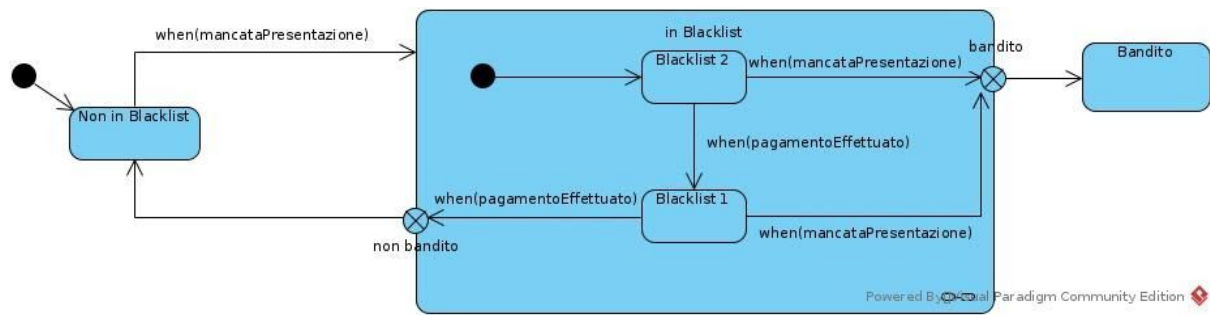 in Blacklist
when(mancataPresentazione)
bandito
Blacklist 2
when(mancataPresentazione)
Bandito
Non in Blacklist
when(pagamentoEffettuato)
when(pagamentoEffettuato)
Blacklist 1
non bandito
when(mancataPresentazione)
Powered By Visual Paradigm Community Edition